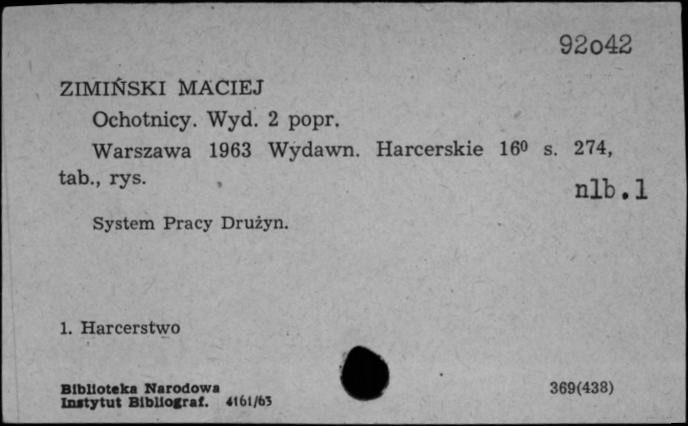 92o42
ZIMIŃSKI MACIEJ
Ochotnicy. Wyd. 2 popr.
Warszawa 1963 Wydawn. Harcerskie 16⁰ s. 274,
tab., rys.
nlb.1
System Pracy Drużyn.
1. Harcerstwo
Biblioteka Narodowa
Instytut Bibliograf. 4161/63
369(438)